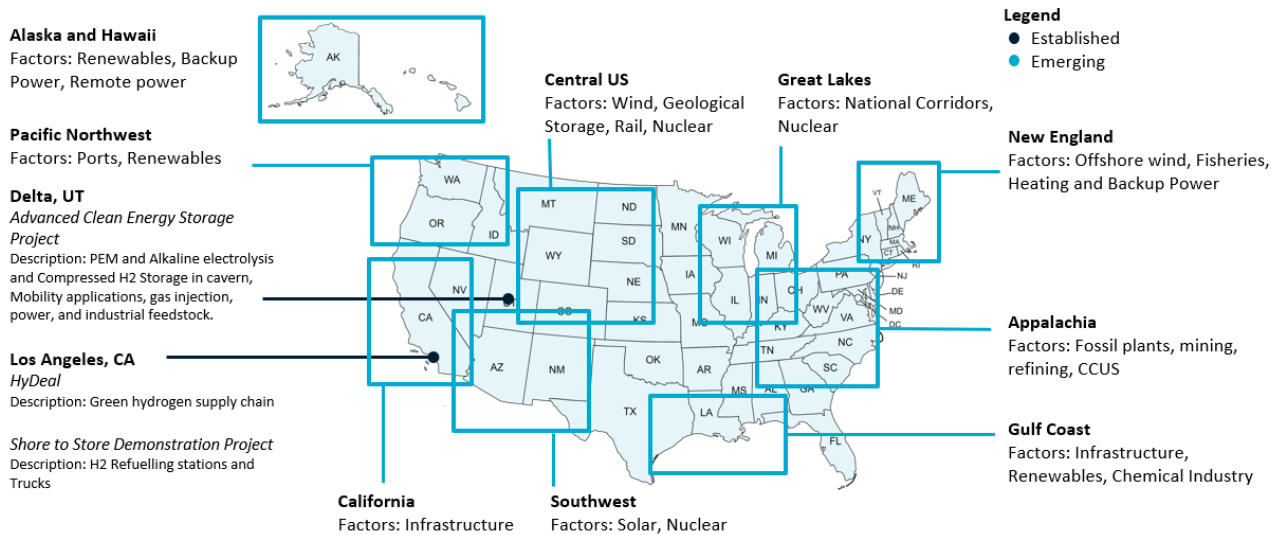 Alaska and Hawaii
Factors: Renewables, Backup
Power, Remote power
AK
Legend
Established
Emerging
Central US
Factors: Wind, Geological
Storage, Rail, Nuclear
Great Lakes
Factors: National Corridors,
Nuclear
New England
Factors: Offshore wind, Fisheries,
Heating and Backup Power
Pacific Northwest
Factors: Ports, Renewables
Delta, UT
Advanced Clean Energy Storage
Project
Description: PEM and Alkaline electrolysis
and Compressed H2 Storage in cavern,
Mobility applications, gas injection,
power, and industrial feedstock.
Los Angeles, CA
HyDeal
Description: Green hydrogen supply chain
Shore to Store Demonstration Project
Description: H2 Refuelling stations and
Trucks
WA
OR
ID
MT
ND
SD
WY
NE
NV
UT
CO
KS
CA
AZ
NM
OK
TX
MN
IA
MO
AR
LA
WI
MI
IL
IN
OH
KY
TN
MS
AL
GA
FL
SC
NC
VA
WV
PA
NY
VT
NH
ME
MA
CT
RI
NJ
DE
MD
DC
Appalachia
Factors: Fossil plants, mining,
refining, CCUS
Gulf Coast
Factors: Infrastructure,
Renewables, Chemical Industry
California
Factors: Infrastructure
Southwest
Factors: Solar, Nuclear